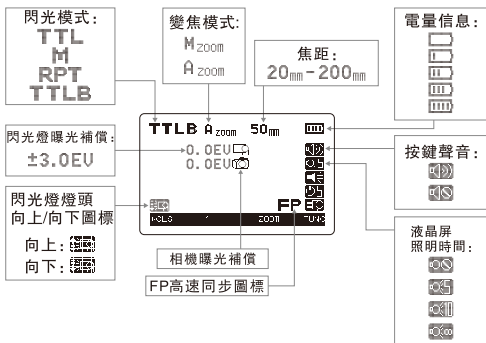 閃光模式：
TTL
M
RPT
TTLB
變焦模式：
M zoom
A zoom
焦距：
20mm-200mm
電量信息：
閃光燈曝光補償：
±3.0EV
TTLB A zoom 50mm
0.0EV
0.0EV
FP
ZOOM FUNC
按鍵聲音：
閃光燈燈頭
向上/向下圖標
向上：
向下：
相機曝光補償
FP高速同步圖標
液晶屏
照明時間：